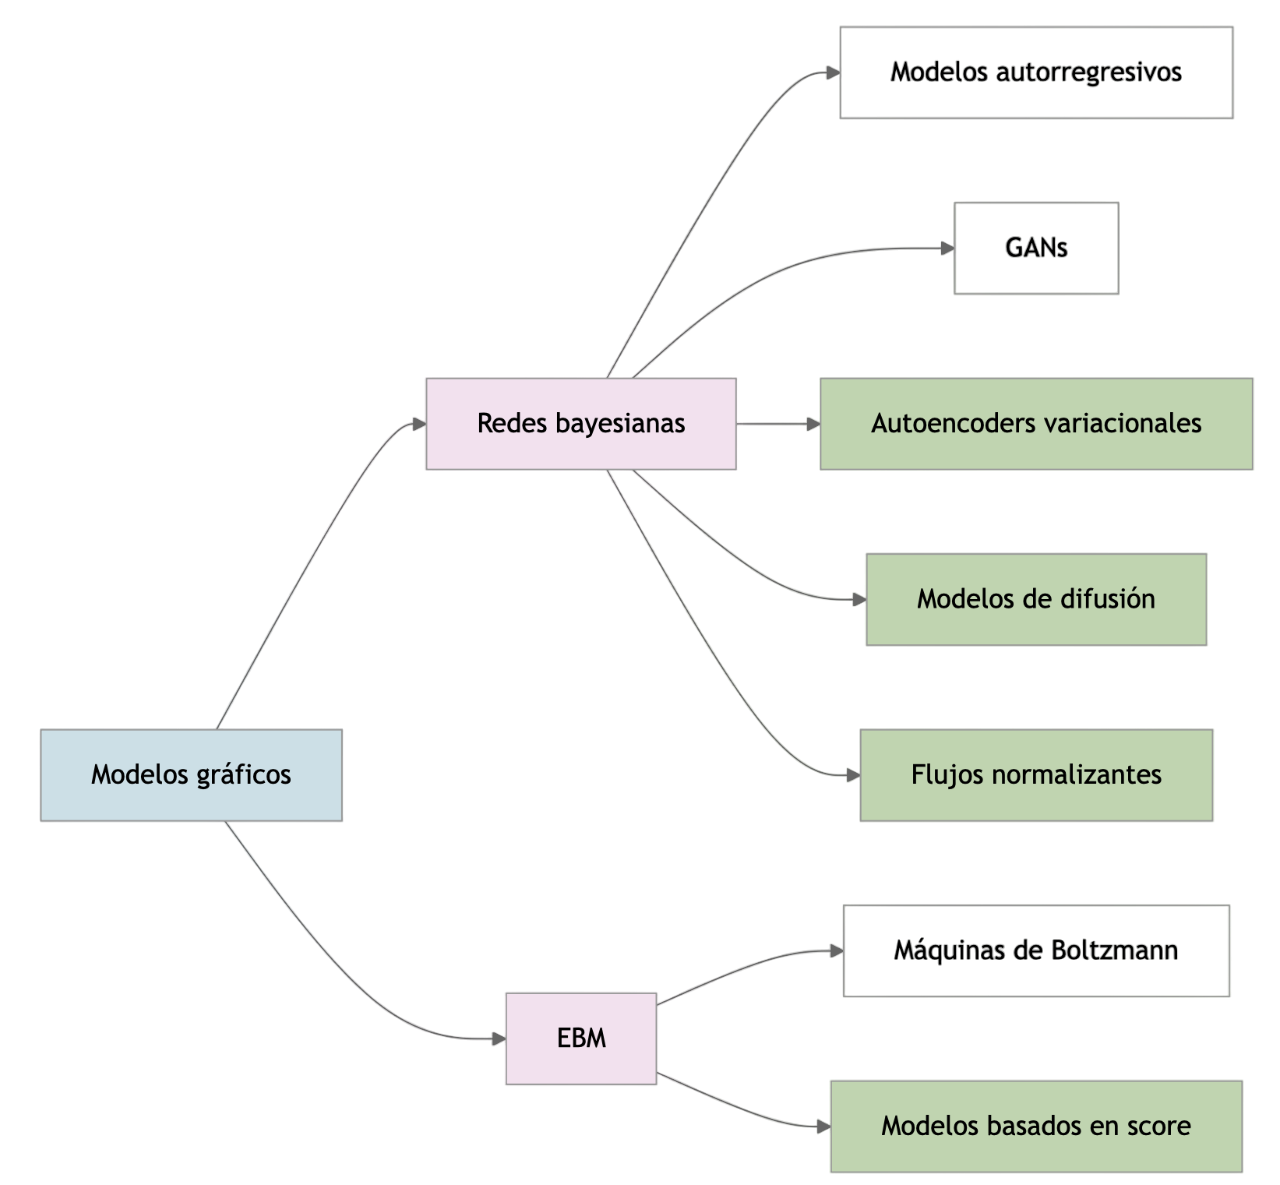 Modelos autorregresivos
GANs
Redes bayesianas
Autoencoders variacionales
Modelos de difusión
Modelos gráficos
Flujos normalizantes
Máquinas de Boltzmann
EBM
Modelos basados en score